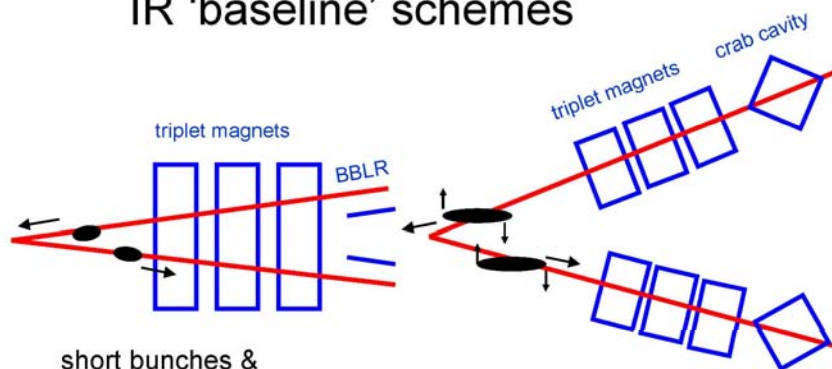 IR 'baseline' schemes
crab cavity
triplet magnets
triplet magnets
BBLR
short bunches &